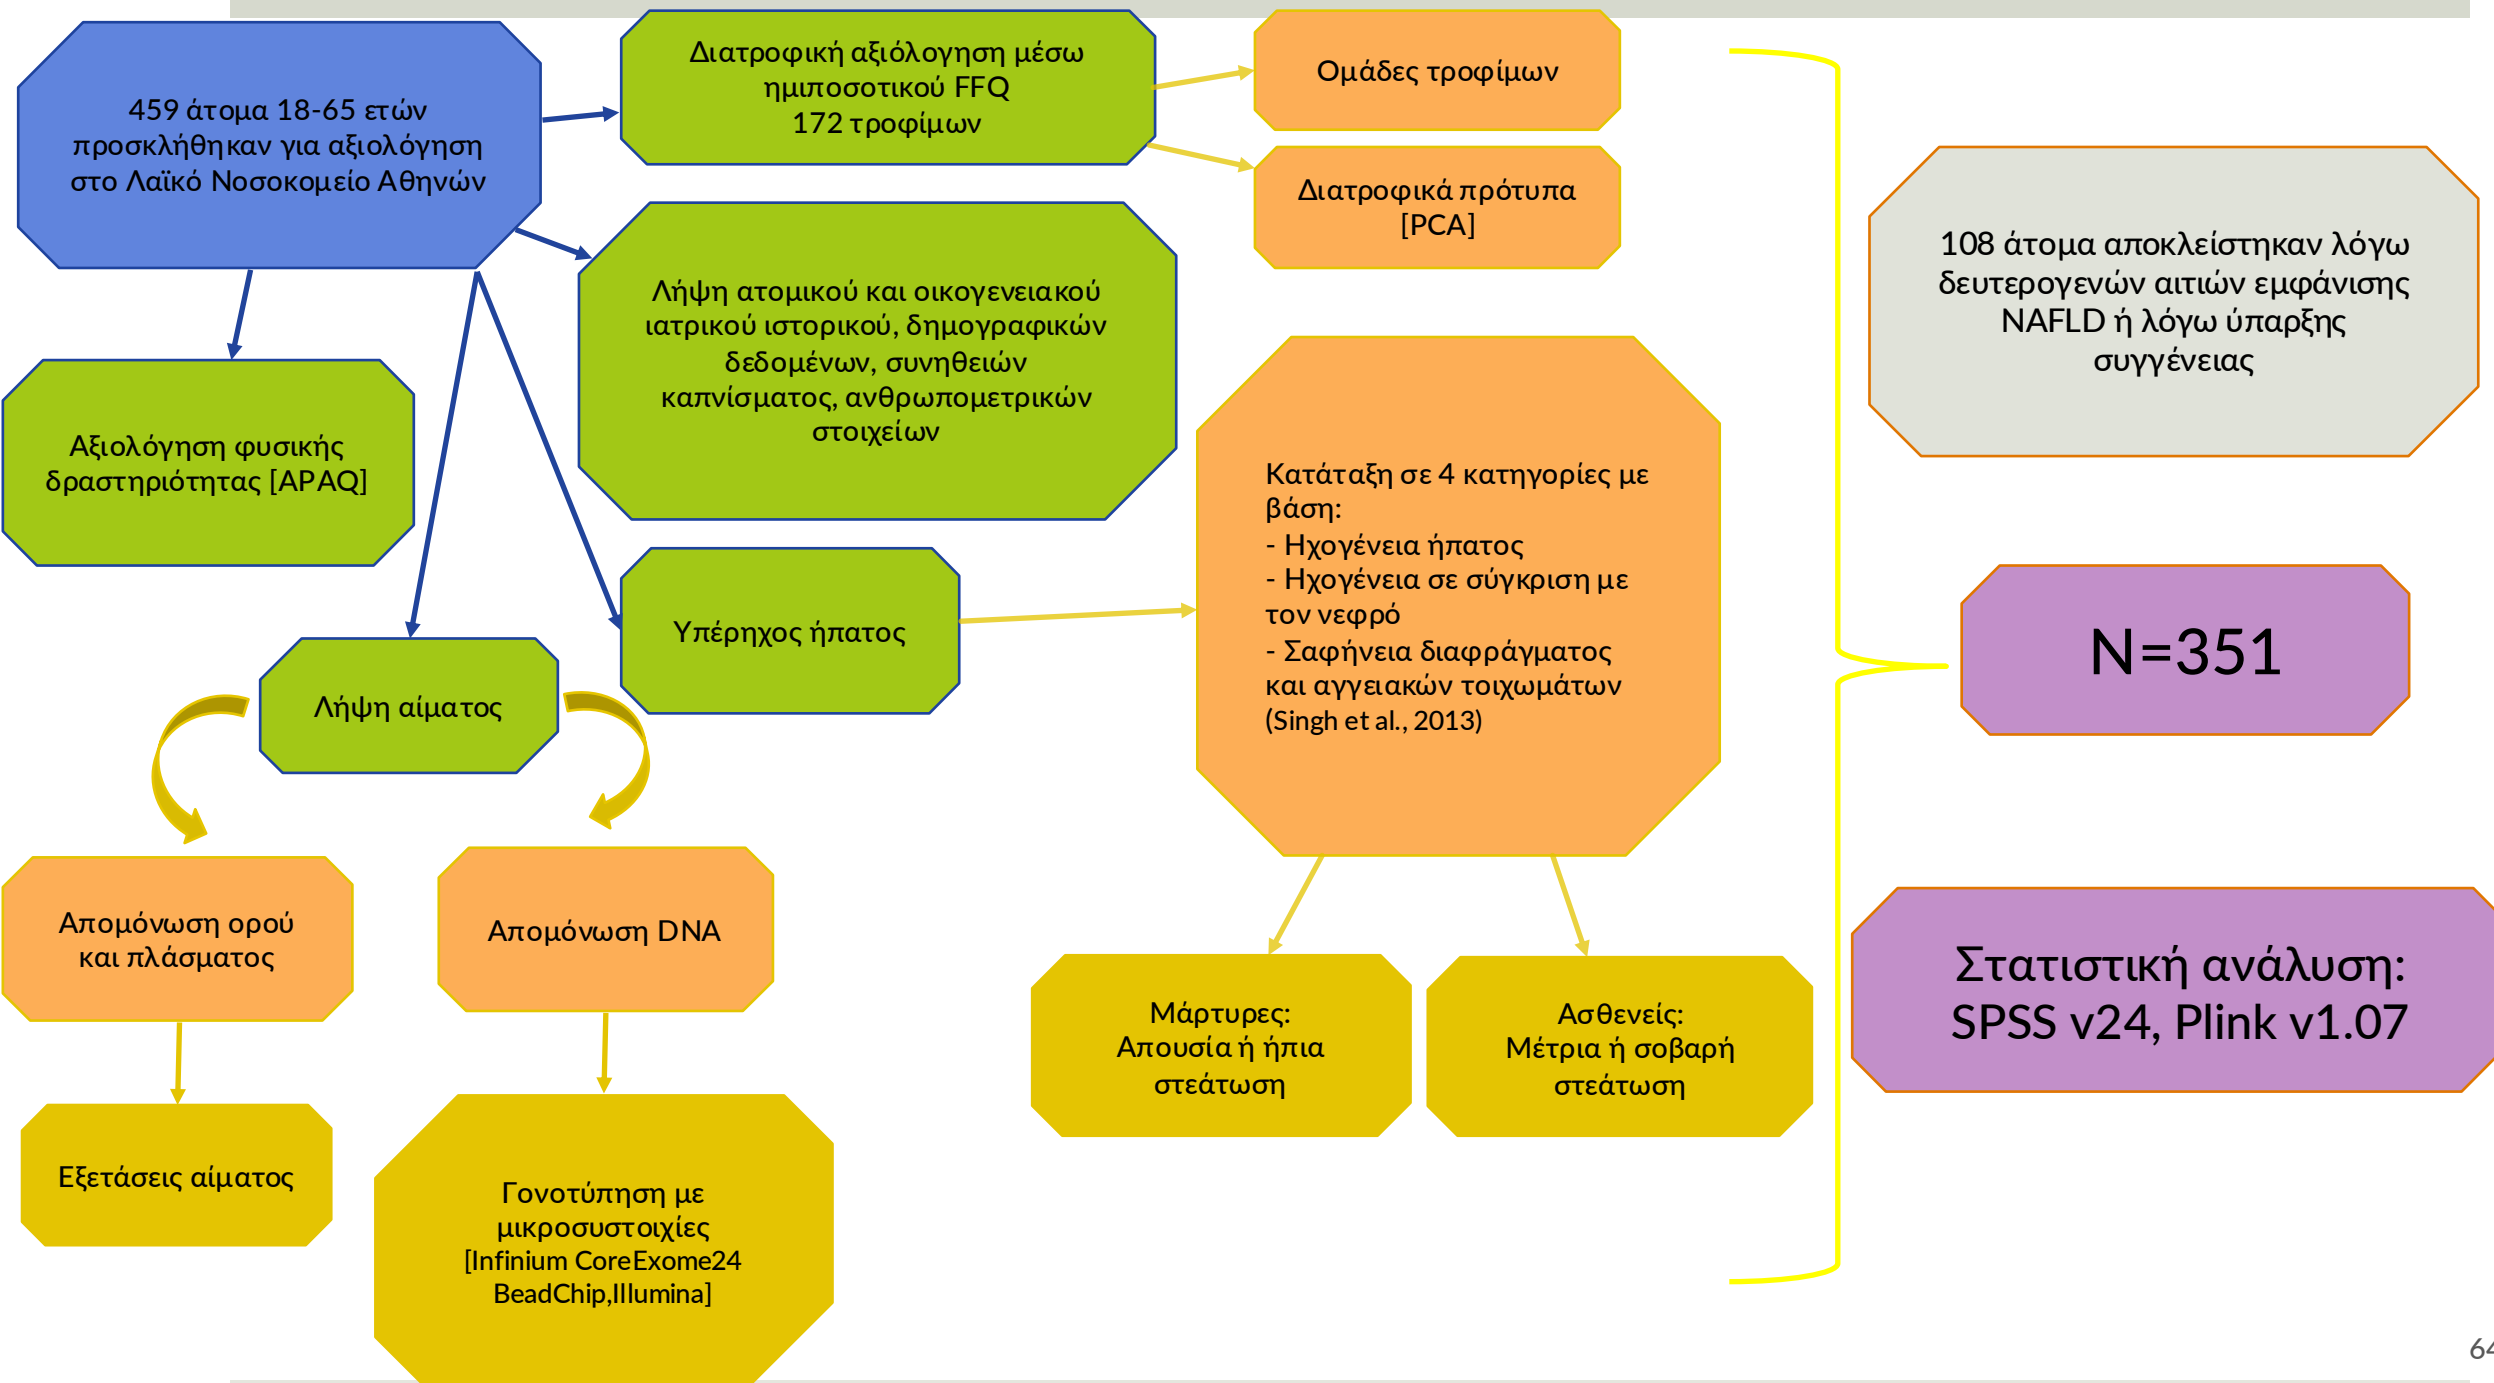 459 άτομα 18-65 ετών
προσκλήθηκαν για αξιολόγηση
στο Λαϊκό Νοσοκομείο Αθηνών
Διατροφική αξιόλογηση μέσω
ημιποσοτικού FFQ
172 τροφίμων
Ομάδες τροφίμων
Διατροφικά πρότυπα
[PCA]
Λήψη ατομικού και οικογενειακού
ιατρικού ιστορικού, δημογραφικών
δεδομένων, συνηθειών
καπνίσματος, ανθρωπομετρικών
στοιχείων
Αξιολόγηση φυσικής
δραστηριότητας [APAQ]
Υπέρηχος ήπατος
Κατάταξη σε 4 κατηγορίες με
βάση:
- Ηχογένεια ήπατος
- Ηχογένεια σε σύγκριση με
τον νεφρό
- Σαφήνεια διαφράγματος
και αγγειακών τοιχωμάτων
(Singh et al., 2013)
Λήψη αίματος
Απομόνωση ορού
και πλάσματος
Απομόνωση DNA
Εξετάσεις αίματος
Γονοτύπηση με
μικροσυστοιχίες
[Infinium CoreExome24
BeadChip,Illumina]
Μάρτυρες:
Απουσία ή ήπια
στεάτωση
Ασθενείς:
Μέτρια ή σοβαρή
στεάτωση
108 άτομα αποκλείστηκαν λόγω
δευτερογενών αιτιών εμφάνισης
NAFLD ή λόγω ύπαρξης
συγγένειας
N=351
Στατιστική ανάλυση:
SPSS v24, Plink v1.07
64